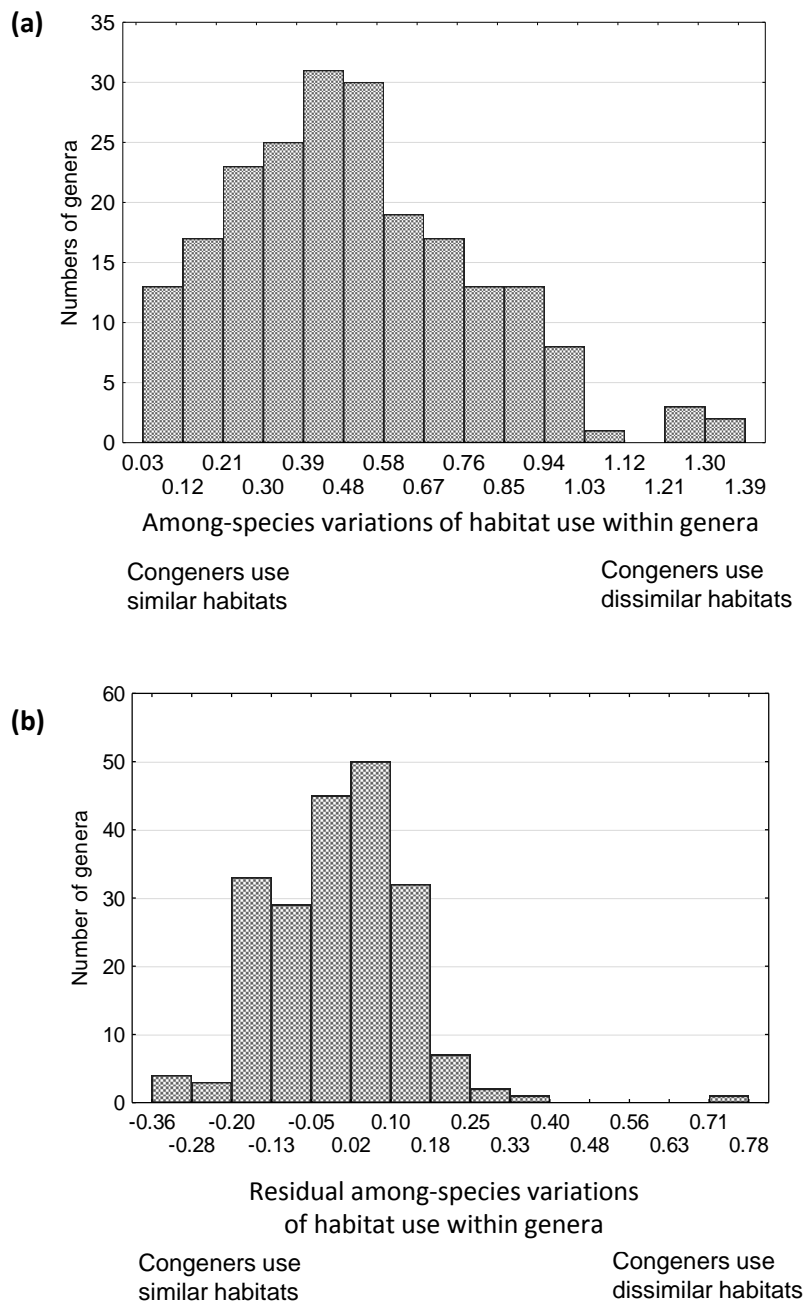 (a)
35
30
25
20
15
10
5
0
Numbers of genera
0.03 0.21 0.39 0.58 0.76 0.94 1.12 1.30
0.12 0.30 0.48 0.67 0.85 1.03 1.21 1.39
Among-species variations of habitat use within genera
Congeners use
similar habitats
Congeners use
dissimilar habitats
(b)
60
50
40
30
20
10
0
Number of genera
-0.36 -0.20 -0.05 0.10 0.25 0.40 0.56 0.71
-0.28 -0.13 0.02 0.18 0.33 0.48 0.63 0.78
Residual among-species variations
of habitat use within genera
Congeners use
similar habitats
Congeners use
dissimilar habitats